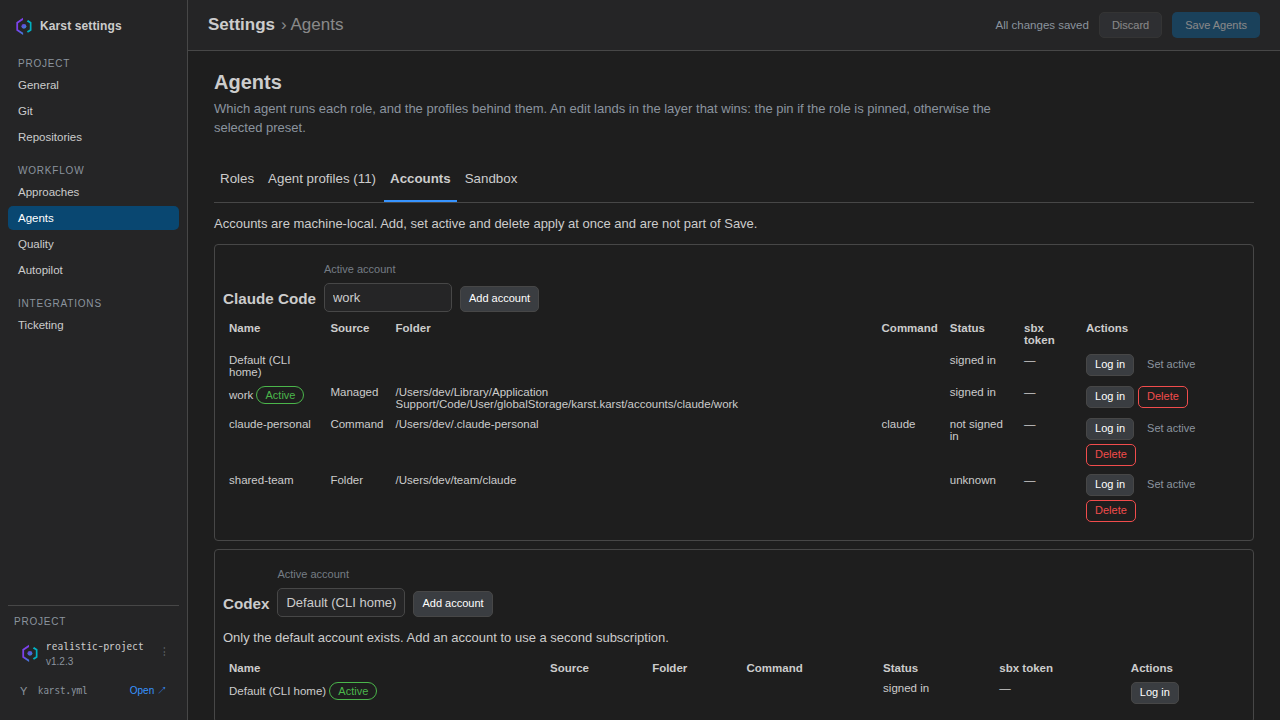 Karst settings
PROJECT
General
Git
Repositories
WORKFLOW
Approaches
Agents
Quality
Autopilot
INTEGRATIONS
Ticketing
PROJECT
realistic-project
v1.2.3
Y karst.yml Open ↗
Settings › Agents
All changes saved Discard Save Agents
Agents
Which agent runs each role, and the profiles behind them. An edit lands in the layer that wins: the pin if the role is pinned, otherwise the
selected preset.
Roles Agent profiles (11) Accounts Sandbox
Accounts are machine-local. Add, set active and delete apply at once and are not part of Save.
Active account
Claude Code work Add account
Name Source Folder Command Status sbx token Actions
Default (CLI home) signed in — Log in Set active
work Active Managed /Users/dev/Library/Application Support/Code/User/globalStorage/karst.karst/accounts/claude/work signed in — Log in Delete
claude-personal Command /Users/dev/.claude-personal claude not signed in — Log in Set active
Delete
shared-team Folder /Users/dev/team/claude unknown — Log in Set active
Delete
Active account
Codex Default (CLI home) Add account
Only the default account exists. Add an account to use a second subscription.
Name Source Folder Command Status sbx token Actions
Default (CLI home) Active signed in — Log in